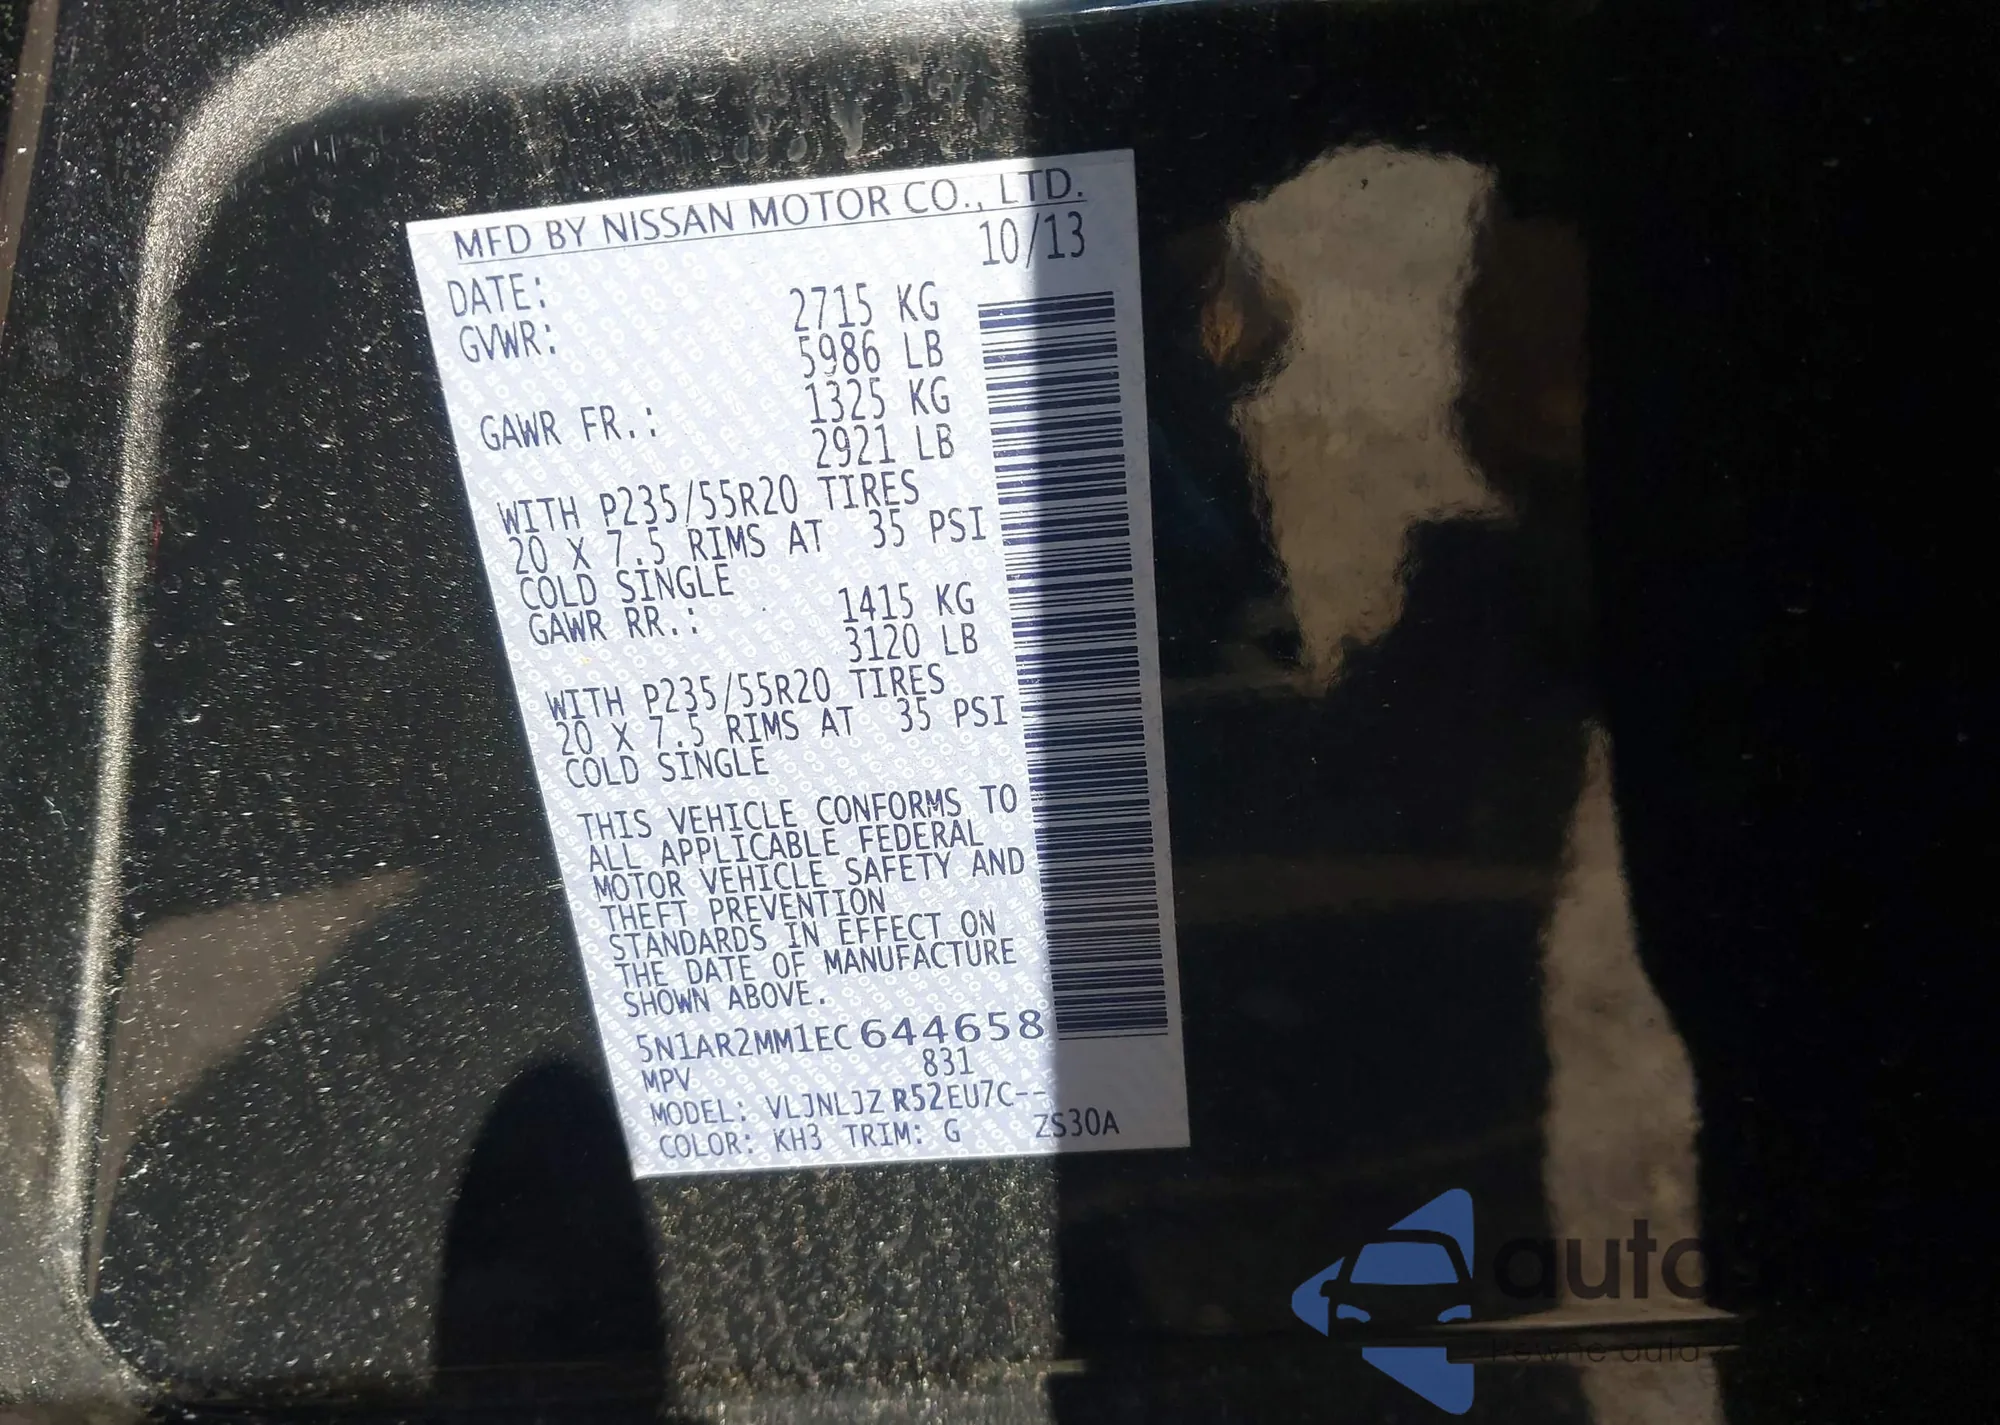 MFD BY NISSAN MOTOR CO., LTD.
DATE: 10/13
GVWR: 2715 KG
5986 LB
GAWR FR.: 1325 KG
2921 LB
WITH P235/55R20 TIRES
20 X 7.5 RIMS AT 35 PSI
COLD SINGLE
GAWR RR.: 1415 KG
3120 LB
WITH P235/55R20 TIRES
20 X 7.5 RIMS AT 35 PSI
COLD SINGLE
THIS VEHICLE CONFORMS TO
ALL APPLICABLE FEDERAL
MOTOR VEHICLE SAFETY AND
THEFT PREVENTION
STANDARDS IN EFFECT ON
THE DATE OF MANUFACTURE
SHOWN ABOVE.
5N1AR2MM1EC644658
MPV 831
MODEL: VLJNLJZ R52EU7C--
COLOR: KH3 TRIM: G ZS30A
auto
auto